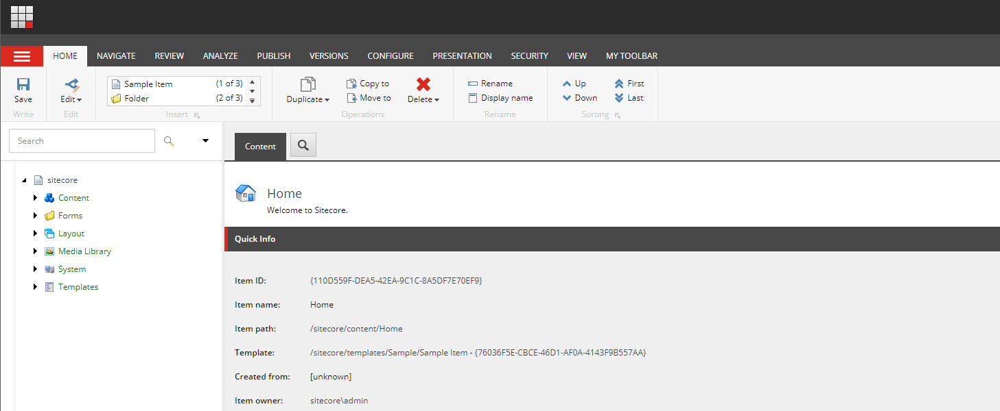 HOME NAVIGATE REVIEW ANALYZE PUBLISH VERSIONS CONFIGURE PRESENTATION SECURITY VIEW MY TOOLBAR
Sample Item (1 of 3) Copy to Rename Up First
Save Edit Folder (2 of 3) Duplicate Move to Delete Display name Down Last
Write Edit Insert Operations Rename Sorting
Search
Content
sitecore
Content
Forms
Layout
Media Library
System
Templates
Home
Welcome to Sitecore.
Quick Info
Item ID: {110D559F-DEA5-42EA-9C1C-8A5DF7E70EF9}
Item name: Home
Item path: /sitecore/content/Home
Template: /sitecore/templates/Sample/Sample Item - {76036F5E-CBCE-46D1-AF0A-4143F9B557AA}
Created from: [unknown]
Item owner: sitecore\admin